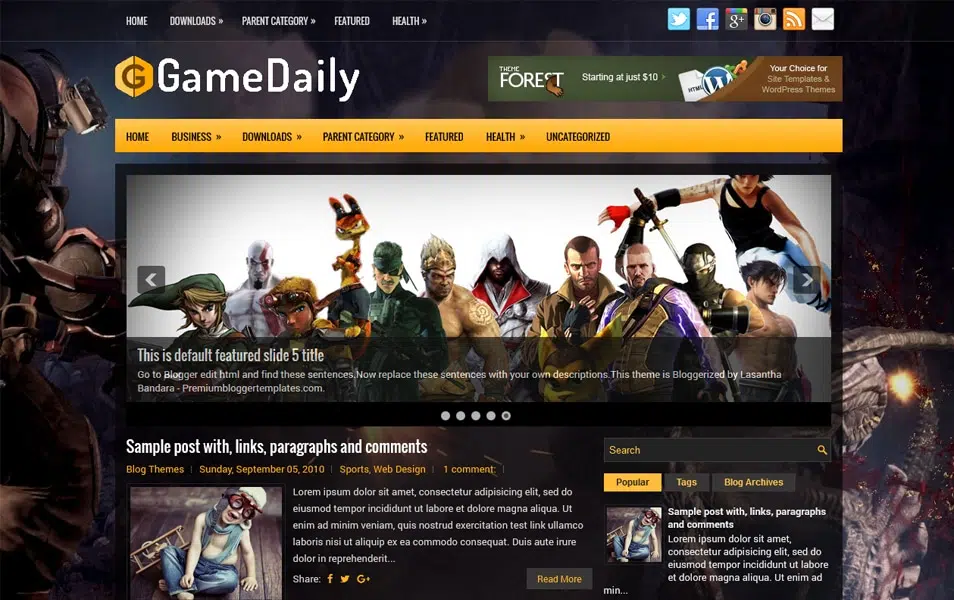 HOME DOWNLOADS » PARENT CATEGORY » FEATURED HEALTH »
GameDaily
THEME
FOREST
Starting at just $10
HTML
W
Your Choice for
Site Templates &
WordPress Themes
HOME BUSINESS » DOWNLOADS » PARENT CATEGORY » FEATURED HEALTH » UNCATEGORIZED
This is default featured slide 5 title
Go to Blogger edit html and find these sentences.Now replace these sentences with your own descriptions.This theme is Bloggerized by Lasantha
Bandara - Premiumbloggertemplates.com.
Sample post with, links, paragraphs and comments
Blog Themes | Sunday, September 05, 2010 | Sports, Web Design | 1 comment: |
Lorem ipsum dolor sit amet, consectetur adipisicing elit, sed do
eiusmod tempor incididunt ut labore et dolore magna aliqua. Ut
enim ad minim veniam, quis nostrud exercitation test link ullamco
laboris nisi ut aliquip ex ea commodo consequat. Duis aute irure
dolor in reprehenderit...
Share:
Read More
Search
Popular Tags Blog Archives
Sample post with, links, paragraphs
and comments
Lorem ipsum dolor sit amet,
consectetur adipisicing elit, sed do
eiusmod tempor incididunt ut labore
et dolore magna aliqua. Ut enim ad
min...